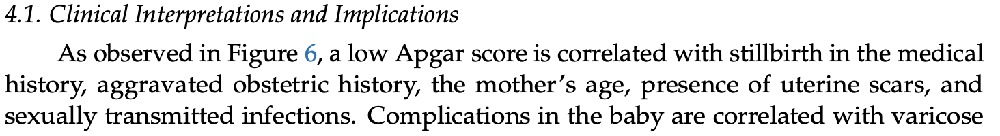 4.1. Clinical Interpretations and Implications
As observed in Figure 6, a low Apgar score is correlated with stillbirth in the medical
history, aggravated obstetric history, the mother’s age, presence of uterine scars, and
sexually transmitted infections. Complications in the baby are correlated with varicose